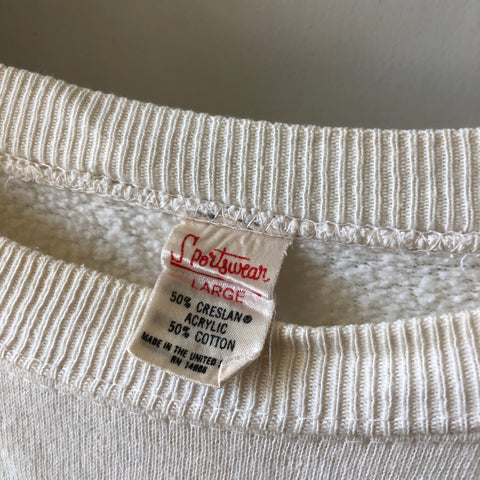 Sportswear
LARGE
50% CRESLAN®
ACRYLIC
50% COTTON
MADE IN THE UNITED
RN 14886